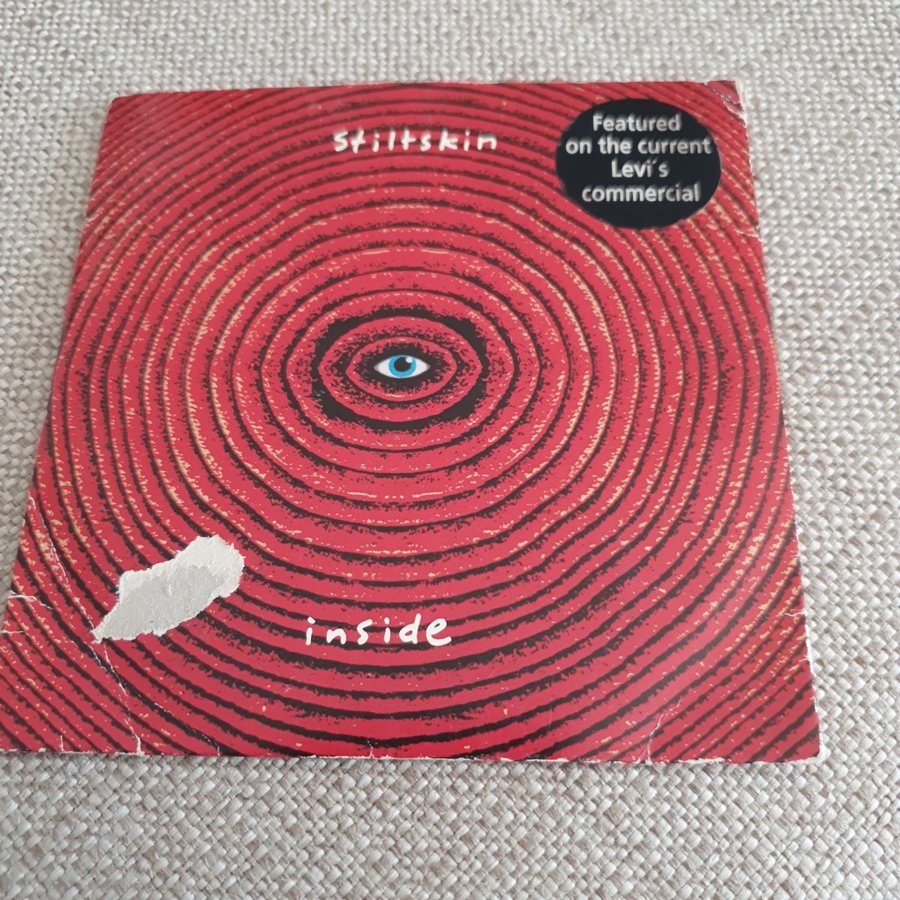 stiltskin
Featured
on the current
Levi's
commercial
inside